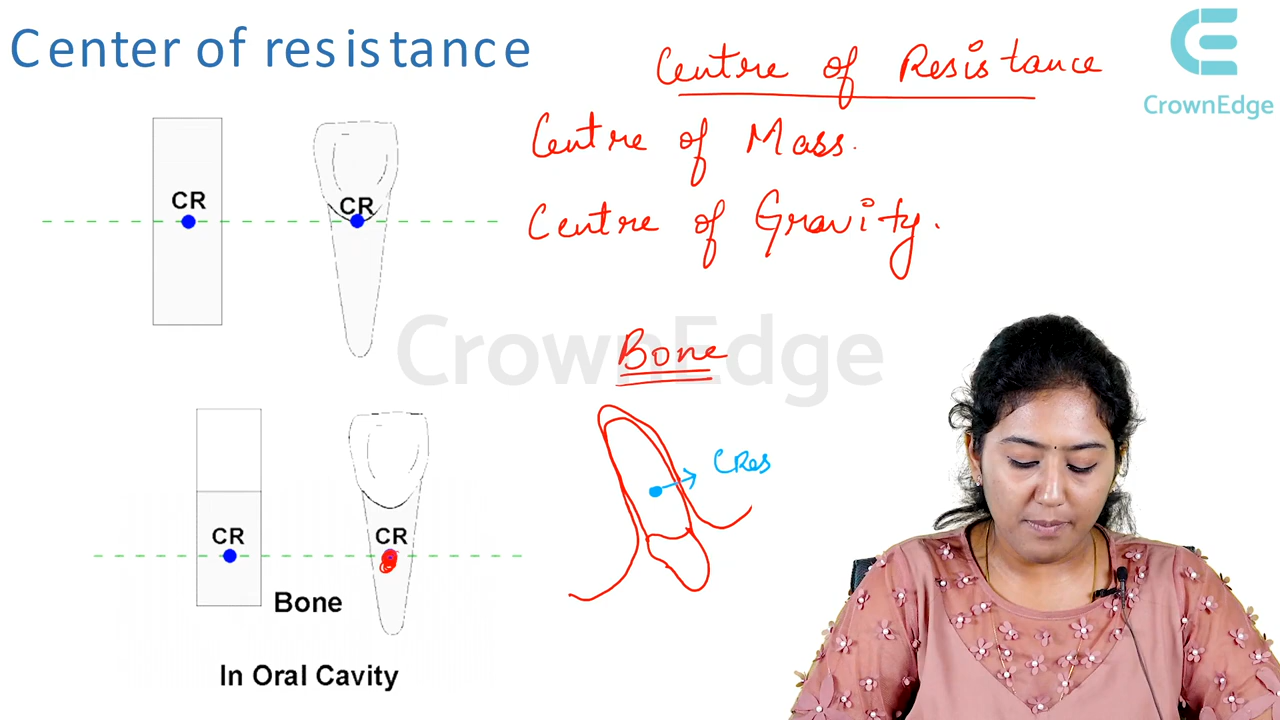 Center of resistance
Centre of Resistance
CrownEdge
Centre of Mass.
CR
CR
Centre of Gravity.
CrownEdge
Bone
CRes
CR
CR
Bone
In Oral Cavity